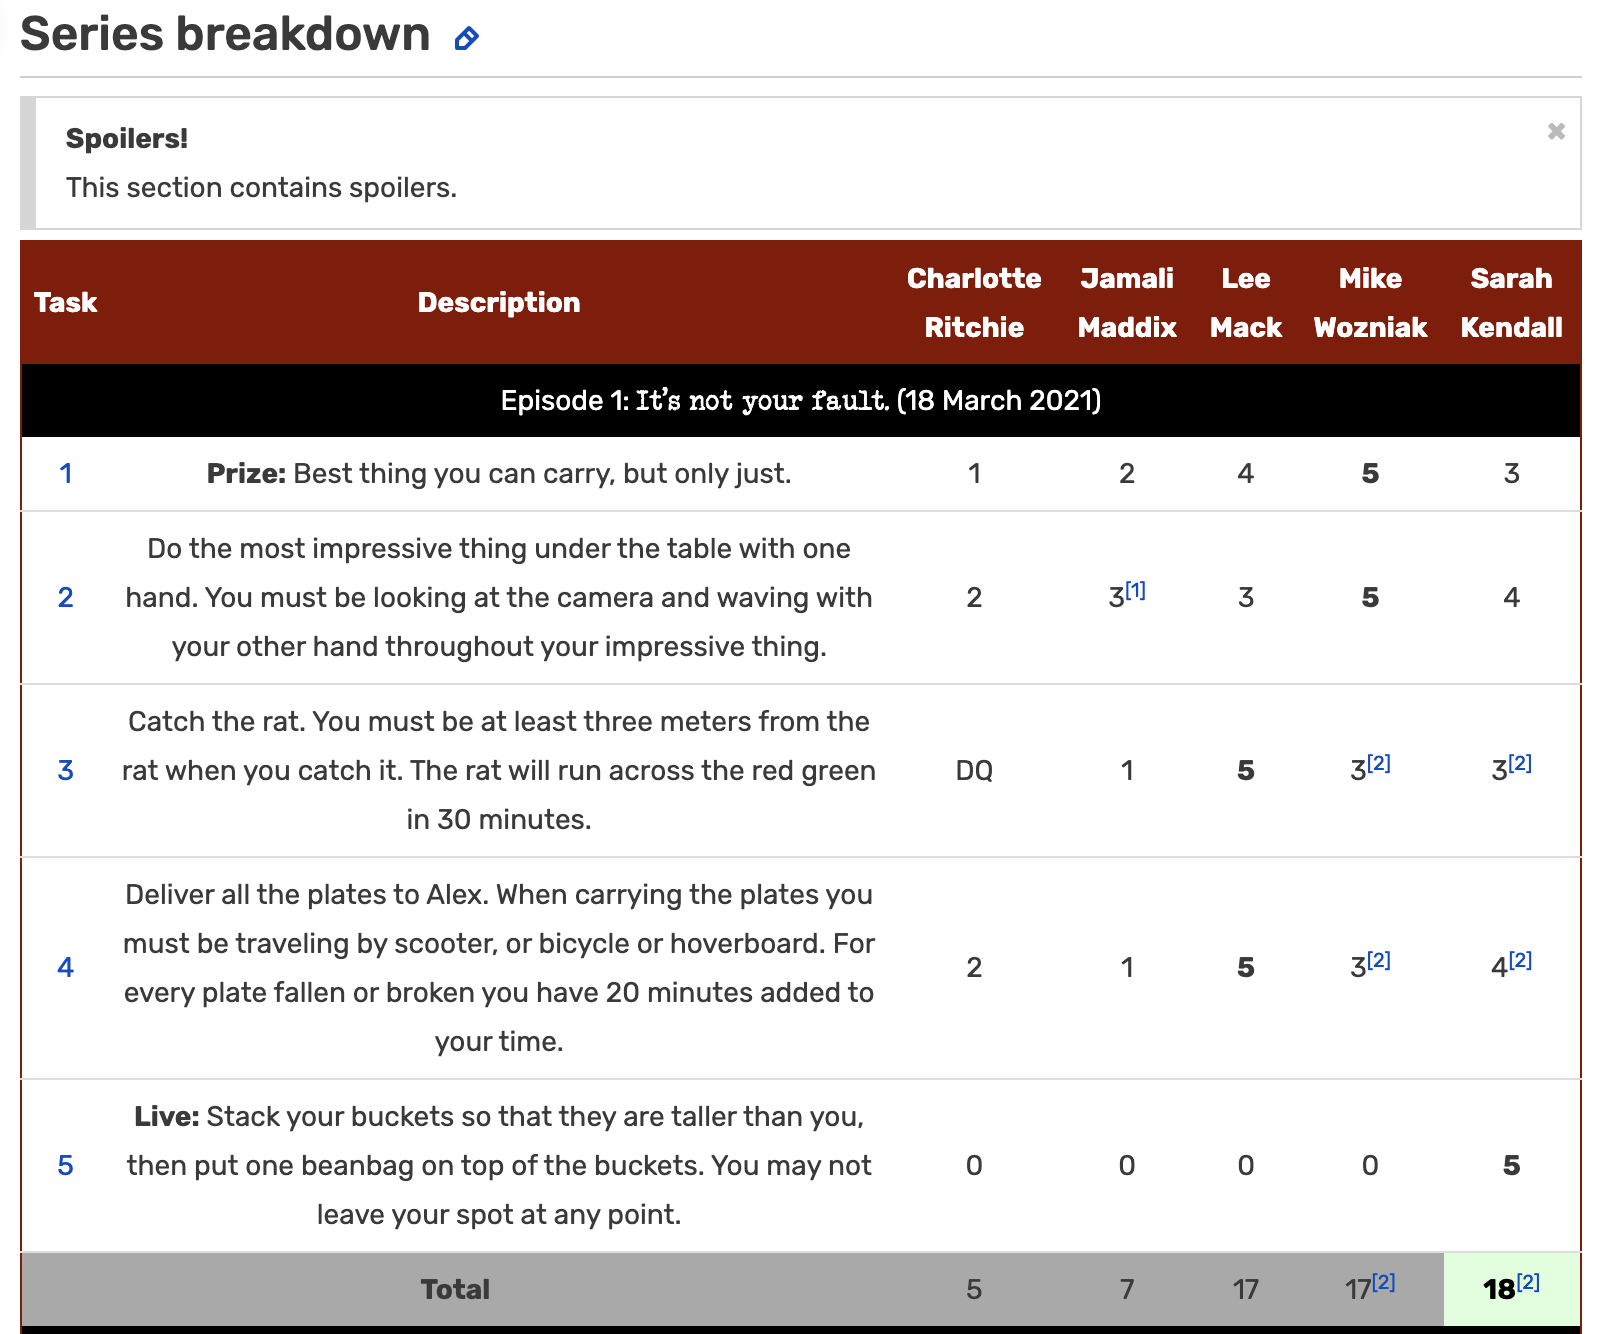 Series breakdown
Spoilers!
This section contains spoilers.
Task Description Charlotte Ritchie Jamali Maddix Lee Mack Mike Wozniak Sarah Kendall
Episode 1: It's not your fault. (18 March 2021)
1 Prize: Best thing you can carry, but only just. 1 2 4 5 3
Do the most impressive thing under the table with one
2 hand. You must be looking at the camera and waving with 2 3[1] 3 5 4
your other hand throughout your impressive thing.
Catch the rat. You must be at least three meters from the
3 rat when you catch it. The rat will run across the red green DQ 1 5 3[2] 3[2]
in 30 minutes.
Deliver all the plates to Alex. When carrying the plates you
must be traveling by scooter, or bicycle or hoverboard. For
4 every plate fallen or broken you have 20 minutes added to 2 1 5 3[2] 4[2]
your time.
Live: Stack your buckets so that they are taller than you,
5 then put one beanbag on top of the buckets. You may not 0 0 0 0 5
leave your spot at any point.
Total 5 7 17 17[2] 18[2]